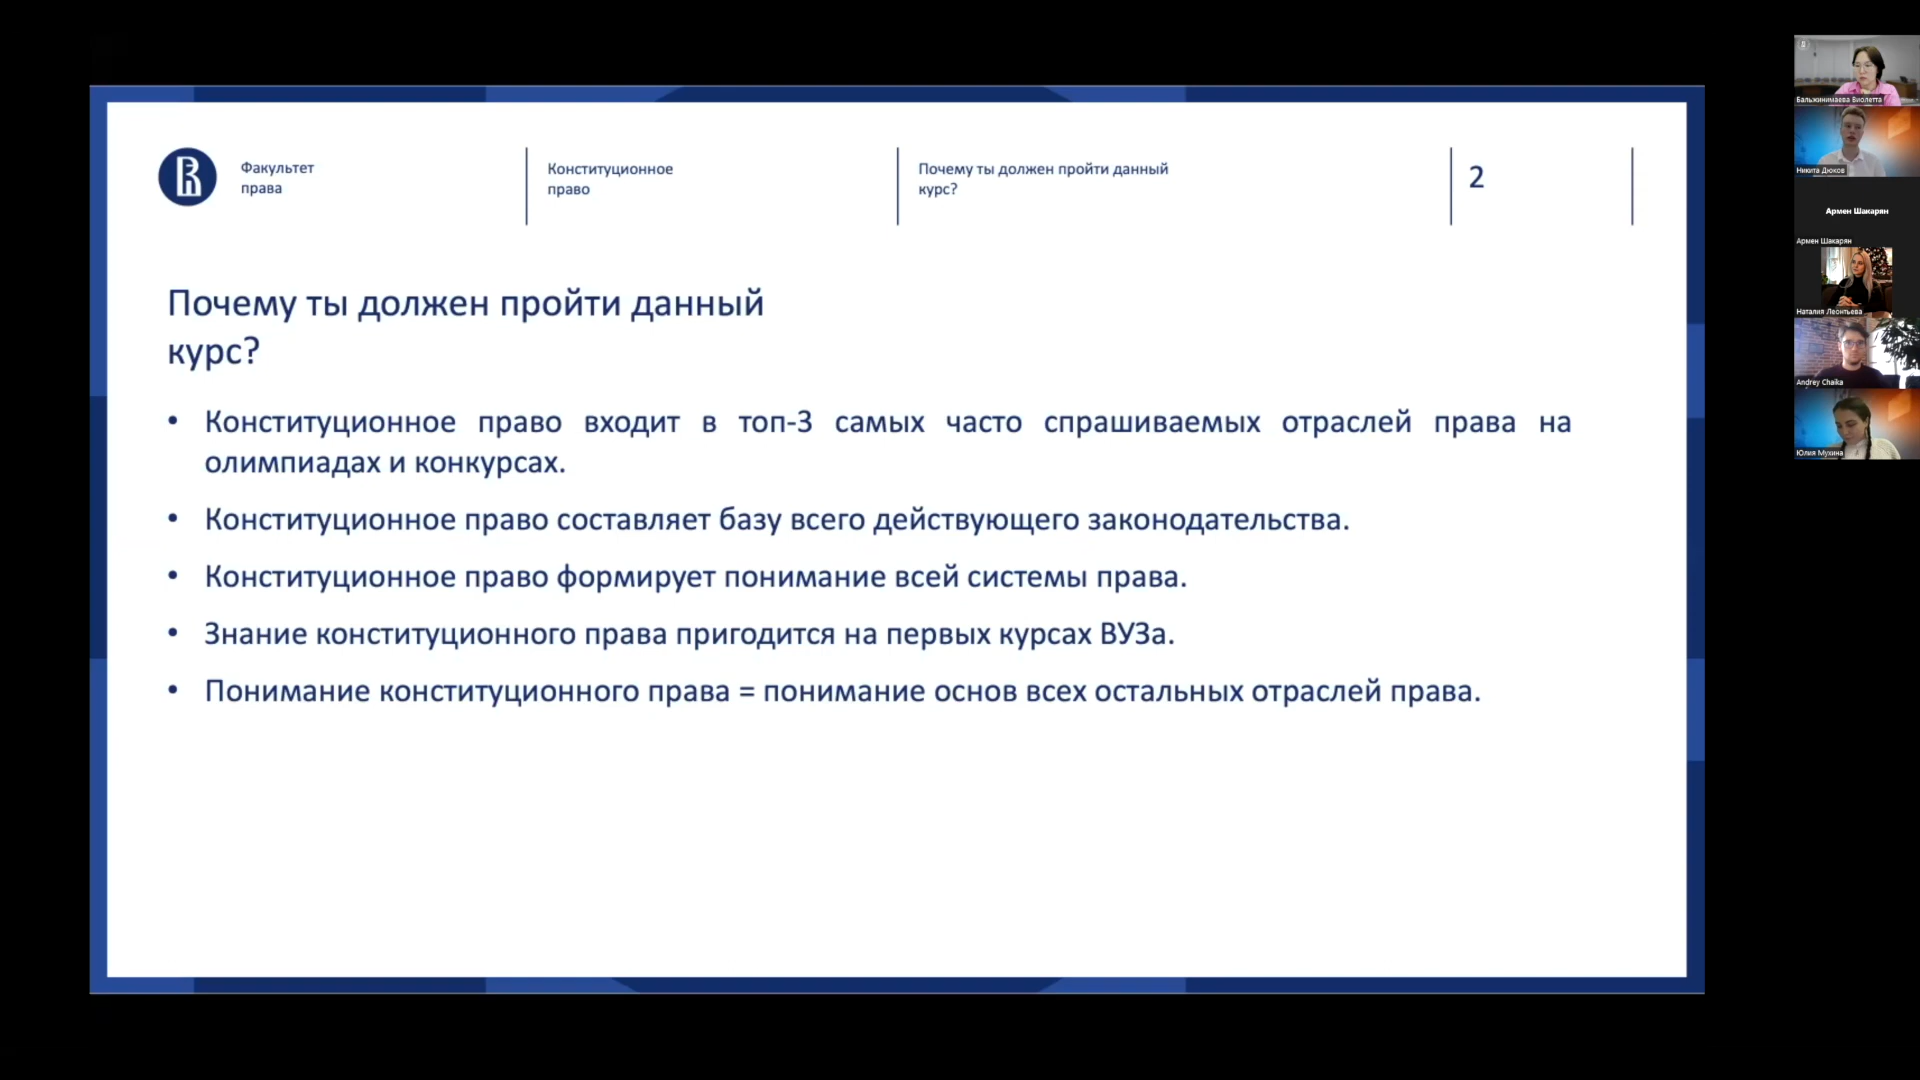 Факультет
права
Конституционное
право
Почему ты должен пройти данный
курс?
2
Почему ты должен пройти данный
курс?
• Конституционное право входит в топ-3 самых часто спрашиваемых отраслей права на
олимпиадах и конкурсах.
• Конституционное право составляет базу всего действующего законодательства.
• Конституционное право формирует понимание всей системы права.
• Знание конституционного права пригодится на первых курсах ВУЗа.
• Понимание конституционного права = понимание основ всех остальных отраслей права.
Бальжинимаева Виолетта
Никита Дюков
Армен Шакарян
Армен Шакарян
Наталия Леонтьева
Andrey Chaika
Юлия Мухина